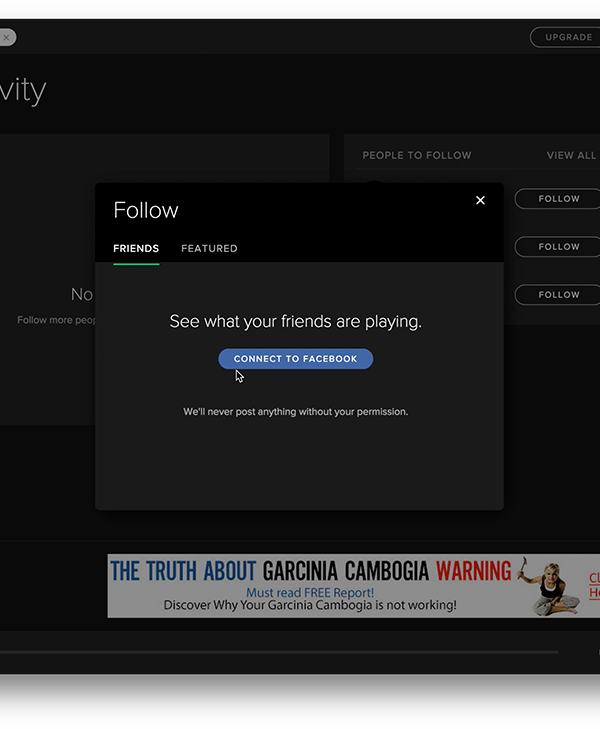 UPGRADE
vity
PEOPLE TO FOLLOW
VIEW ALL
Follow
FOLLOW
FRIENDS
FEATURED
FOLLOW
No
FOLLOW
Follow more
See what your friends are playing.
CONNECT TO FACEBOOK
We'll never post anything without your permission.
THE TRUTH ABOUT GARCINIA CAMBOGIA WARNING
Must read FREE Report!
Discover Why Your Garcinia Cambogia is not working!